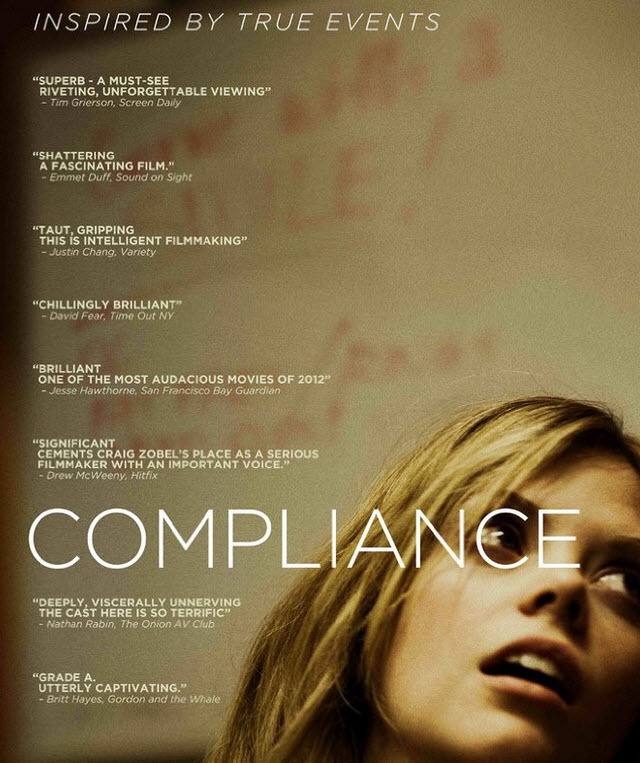 INSPIRED BY TRUE EVENTS
“SUPERB - A MUST-SEE
RIVETING, UNFORGETTABLE VIEWING”
– Tim Grierson, Screen Daily
“SHATTERING
A FASCINATING FILM.”
– Emmet Duff, Sound on Sight
“TAUT, GRIPPING
THIS IS INTELLIGENT FILMMAKING”
– Justin Chang, Variety
“CHILLINGLY BRILLIANT”
– David Fear, Time Out NY
“BRILLIANT
ONE OF THE MOST AUDACIOUS MOVIES OF 2012”
– Jesse Hawthorne, San Francisco Bay Guardian
“SIGNIFICANT
CEMENTS CRAIG ZOBEL’S PLACE AS A SERIOUS
FILMMAKER WITH AN IMPORTANT VOICE.”
– Drew McWeeny, Hitfix
COMPLIANCE
“DEEPLY, VISCERALLY UNNERVING
THE CAST HERE IS SO TERRIFIC”
– Nathan Rabin, The Onion AV Club
“GRADE A.
UTTERLY CAPTIVATING.”
– Britt Hayes, Gordon and the Whale